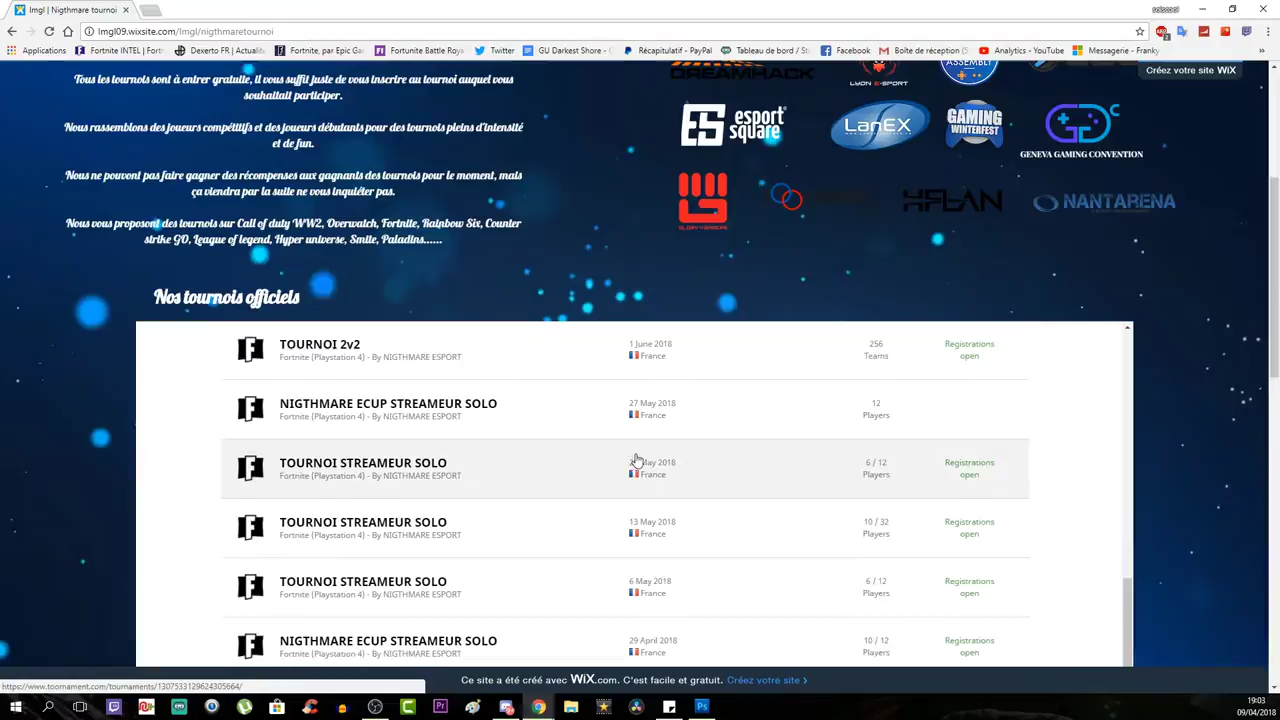 lmgl | Nigthmare tournoi
soiscool
lmgl09.wixsite.com/lmgl/nigthmaretournoi
Applications
Fortnite INTEL | Fort
Dexerto FR | L'Actuali
Fortnite, par Epic Ga
Fortunite Battle Roya
Twitter
GU Darkest Shore - G
Récapitulatif - PayPal
Tableau de bord / St
Facebook
Boîte de réception (5
Analytics - YouTube
Messagerie - Franky
Créez votre site WiX
Tous les tournois sont à entrer gratuite, il vous suffit juste de vous inscrire au tournoi auquel vous
souhaitait participer.
Nous rassemblons des joueurs compétitifs et des joueurs débutants pour des tournois pleins d'intensité
et de fun.
Nous ne pouvont pas faire gagner des récompenses aux gagnants des tournois pour le moment, mais
ça viendra par la suite ne vous inquiéter pas.
Nous vous proposont des tournois sur Call of duty WW2, Overwatch, Fortnite, Rainbow Six, Counter
strike GO, League of legend, Hyper universe, Smite, Paladins......
DREAMHACK
LYON E-SPORT
ASSEMBLY
ES esport
square
LanEX
GAMING
WINTERFEST
GENEVA GAMING CONVENTION
HFLAN
NANTARENA
Nos tournois officiels
TOURNOI 2v2
Fortnite (Playstation 4) - By NIGTHMARE ESPORT
1 June 2018
France
256
Teams
Registrations
open
NIGTHMARE ECUP STREAMEUR SOLO
Fortnite (Playstation 4) - By NIGTHMARE ESPORT
27 May 2018
France
12
Players
TOURNOI STREAMEUR SOLO
Fortnite (Playstation 4) - By NIGTHMARE ESPORT
May 2018
France
6 / 12
Players
Registrations
open
TOURNOI STREAMEUR SOLO
Fortnite (Playstation 4) - By NIGTHMARE ESPORT
13 May 2018
France
10 / 32
Players
Registrations
open
TOURNOI STREAMEUR SOLO
Fortnite (Playstation 4) - By NIGTHMARE ESPORT
6 May 2018
France
6 / 12
Players
Registrations
open
NIGTHMARE ECUP STREAMEUR SOLO
Fortnite (Playstation 4) - By NIGTHMARE ESPORT
29 April 2018
France
10 / 12
Players
Registrations
open
Ce site a été créé avec WiX.com. C'est facile et gratuit. Créez votre site >
https://www.toornament.com/tournaments/1307533129624305664/
19:03
09/04/2018